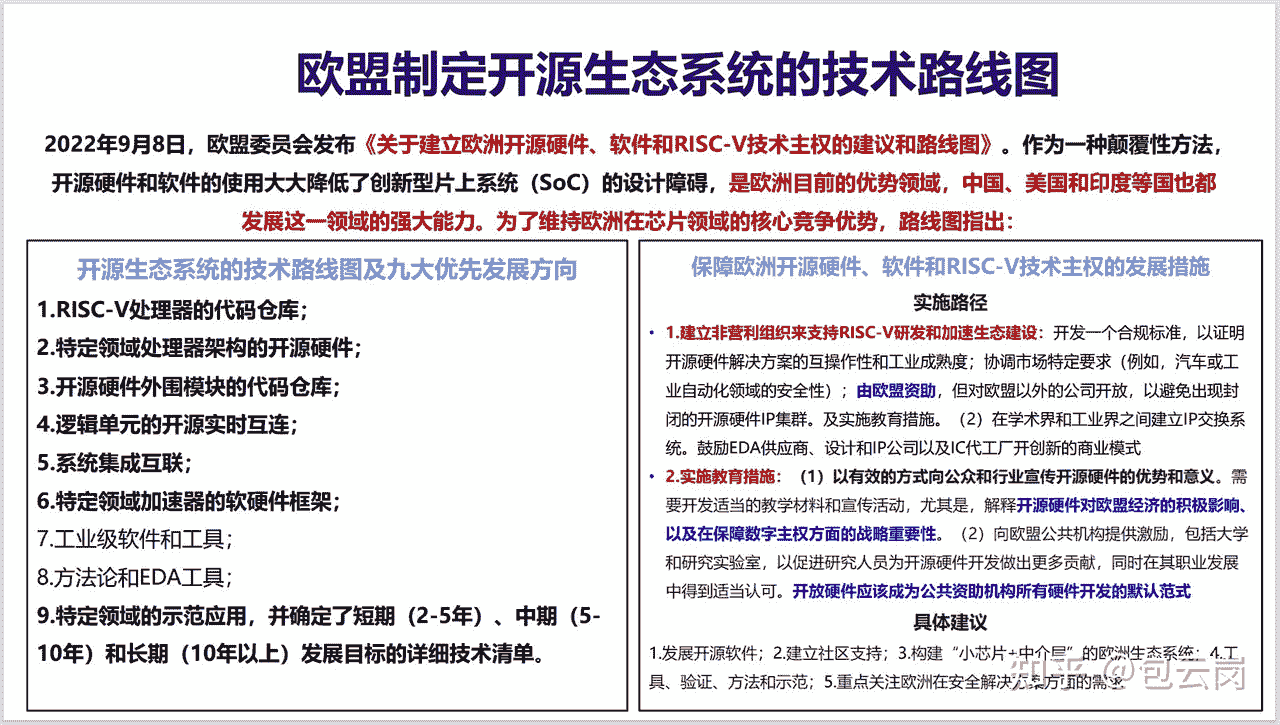 欧盟制定开源生态系统的技术路线图
2022年9月8日，欧盟委员会发布《关于建立欧洲开源硬件、软件和RISC-V技术主权的建议和路线图》。作为一种颠覆性方法，
开源硬件和软件的使用大大降低了创新型片上系统（SoC）的设计障碍，是欧洲目前的优势领域，中国、美国和印度等国也都
发展这一领域的强大能力。为了维持欧洲在芯片领域的核心竞争优势，路线图指出：
开源生态系统的技术路线图及九大优先发展方向
1.RISC-V处理器的代码仓库；
2.特定领域处理器架构的开源硬件；
3.开源硬件外围模块的代码仓库；
4.逻辑单元的开源实时互连；
5.系统集成互联；
6.特定领域加速器的软硬件框架；
7.工业级软件和工具；
8.方法论和EDA工具；
9.特定领域的示范应用，并确定了短期（2-5年）、中期（5-
10年）和长期（10年以上）发展目标的详细技术清单。
保障欧洲开源硬件、软件和RISC-V技术主权的发展措施
实施路径
• 1.建立非营利组织来支持RISC-V研发和加速生态建设：开发一个合规标准，以证明
开源硬件解决方案的互操作性和工业成熟度；协调市场特定要求（例如，汽车或工
业自动化领域的安全性）；由欧盟资助，但对欧盟以外的公司开放，以避免出现封
闭的开源硬件IP集群。及实施教育措施。（2）在学术界和工业界之间建立IP交换系
统。鼓励EDA供应商、设计和IP公司以及IC代工厂开创新的商业模式
• 2.实施教育措施：（1）以有效的方式向公众和行业宣传开源硬件的优势和意义。需
要开发适当的教学材料和宣传活动，尤其是，解释开源硬件对欧盟经济的积极影响、
以及在保障数字主权方面的战略重要性。（2）向欧盟公共机构提供激励，包括大学
和研究实验室，以促进研究人员为开源硬件开发做出更多贡献，同时在其职业发展
中得到适当认可。开放硬件应该成为公共资助机构所有硬件开发的默认范式
具体建议
1.发展开源软件；2.建立社区支持；3.构建“小芯片+中介层”的欧洲生态系统；4.工
具、验证、方法和示范；5.重点关注欧洲在安全解决方案方面的需求
知乎 @包云岗